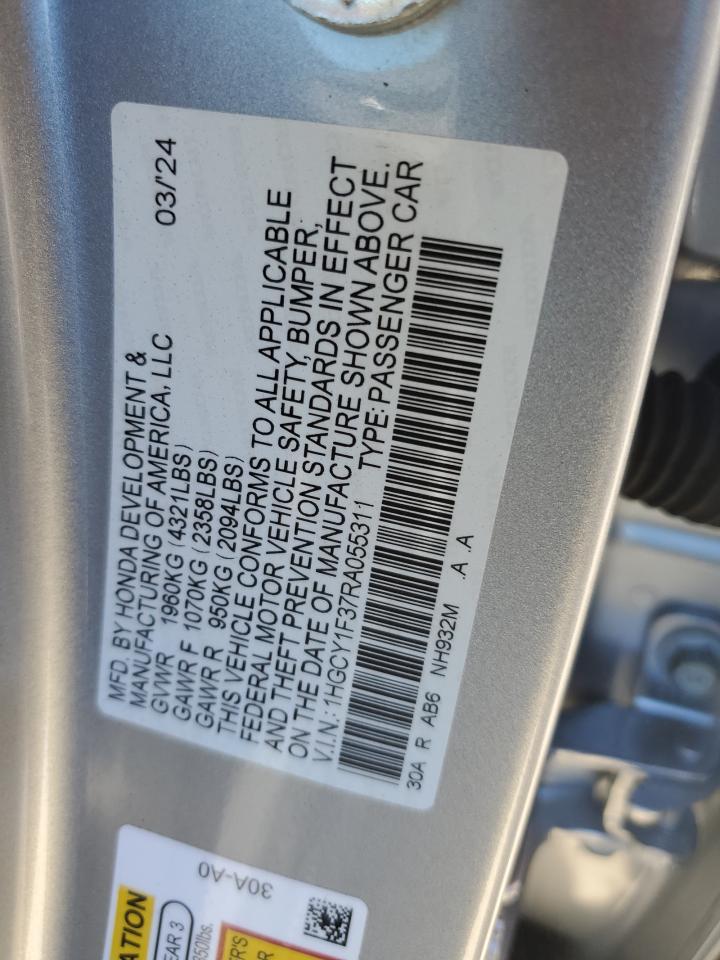 MFD. BY HONDA DEVELOPMENT &
MANUFACTURING OF AMERICA, LLC 03/'24
GVWR 1960KG (4321LBS)
GAWR F 1070KG (2358LBS)
GAWR R 950KG (2094LBS)
THIS VEHICLE CONFORMS TO ALL APPLICABLE
FEDERAL MOTOR VEHICLE SAFETY, BUMPER,
AND THEFT PREVENTION STANDARDS IN EFFECT
ON THE DATE OF MANUFACTURE SHOWN ABOVE.
V.I.N.: 1HGCY1F37RA055311 TYPE: PASSENGER CAR
30A R AB6 NH932M .A .A
30A-A0